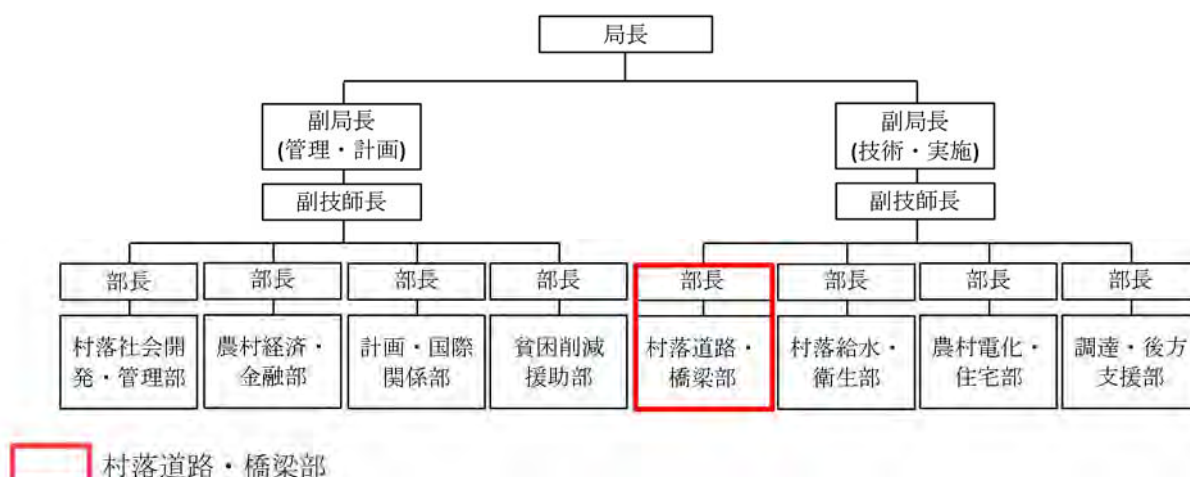 局長
副局長
(管理・計画)
副局長
(技術・実施)
副技師長
副技師長
部長
部長
部長
部長
部長
部長
部長
部長
村落社会開
発・管理部
農村経済・
金融部
計画・国際
関係部
貧困削減
援助部
村落道路・
橋梁部
村落給水・
衛生部
農村電化・
住宅部
調達・後方
支援部
村落道路・橋梁部